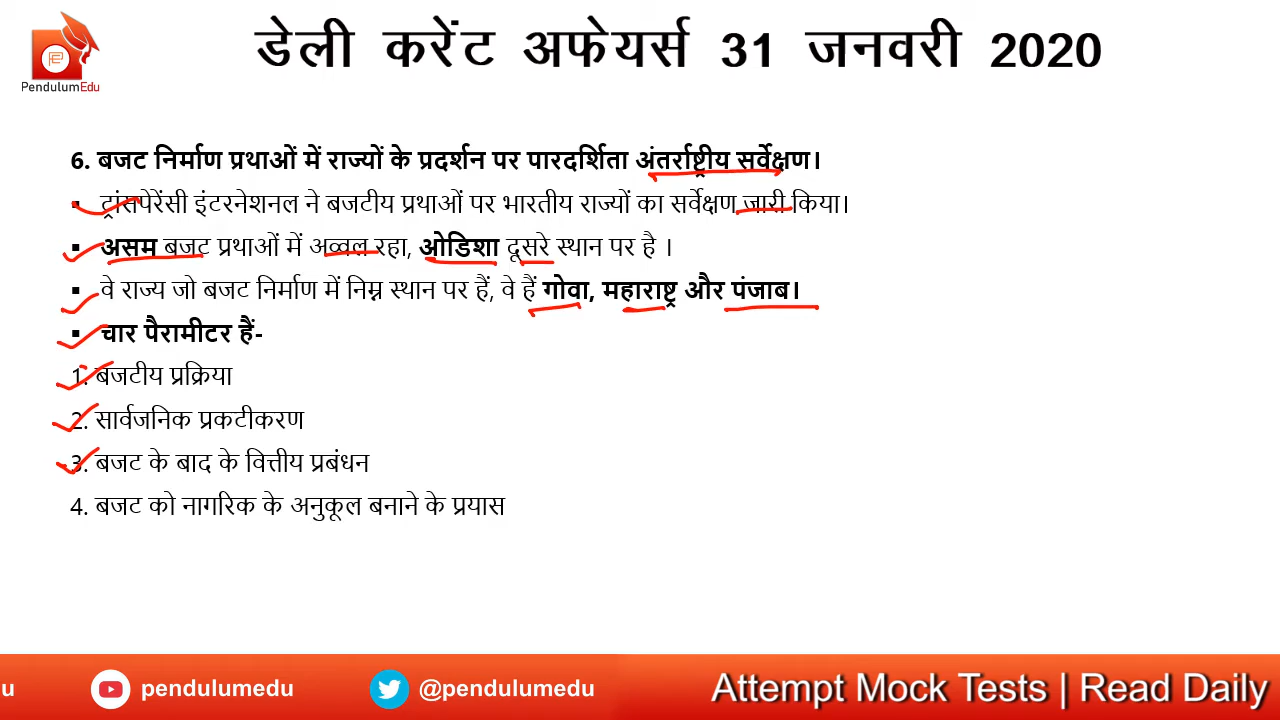 डेली करेंट अफेयर्स 31 जनवरी 2020
PendulumEdu
6. बजट निर्माण प्रथाओं में राज्यों के प्रदर्शन पर पारदर्शिता अंतर्राष्ट्रीय सर्वेक्षण।
▪ ट्रांसपेरेंसी इंटरनेशनल ने बजटीय प्रथाओं पर भारतीय राज्यों का सर्वेक्षण जारी किया।
▪ असम बजट प्रथाओं में अव्वल रहा, ओडिशा दूसरे स्थान पर है ।
▪ वे राज्य जो बजट निर्माण में निम्न स्थान पर हैं, वे हैं गोवा, महाराष्ट्र और पंजाब।
▪ चार पैरामीटर हैं-
1. बजटीय प्रक्रिया
2. सार्वजनिक प्रकटीकरण
3. बजट के बाद के वित्तीय प्रबंधन
4. बजट को नागरिक के अनुकूल बनाने के प्रयास
u pendulumedu @pendulumedu Attempt Mock Tests | Read Daily